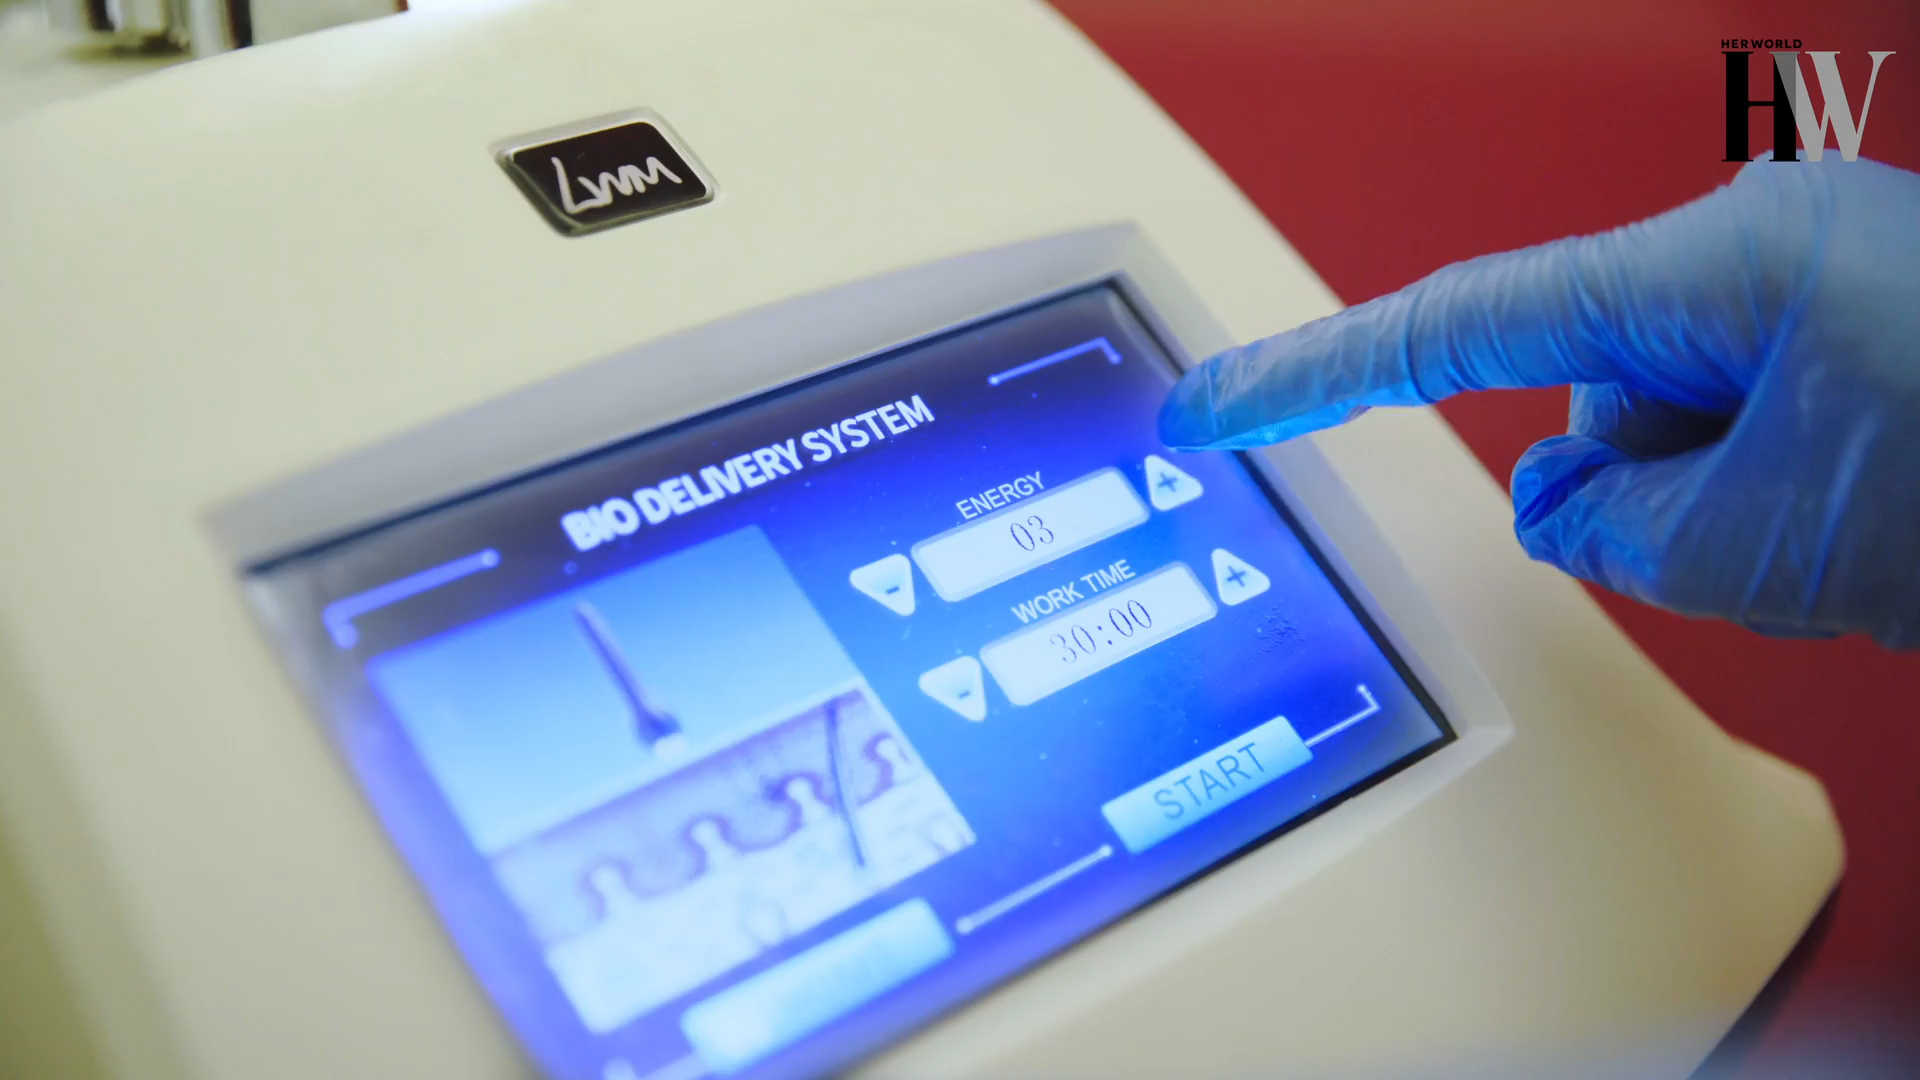 HERWORLD
HW
Lwm
BIO DELIVERY SYSTEM
ENERGY
+
03
-
WORK TIME
+
30:00
-
START